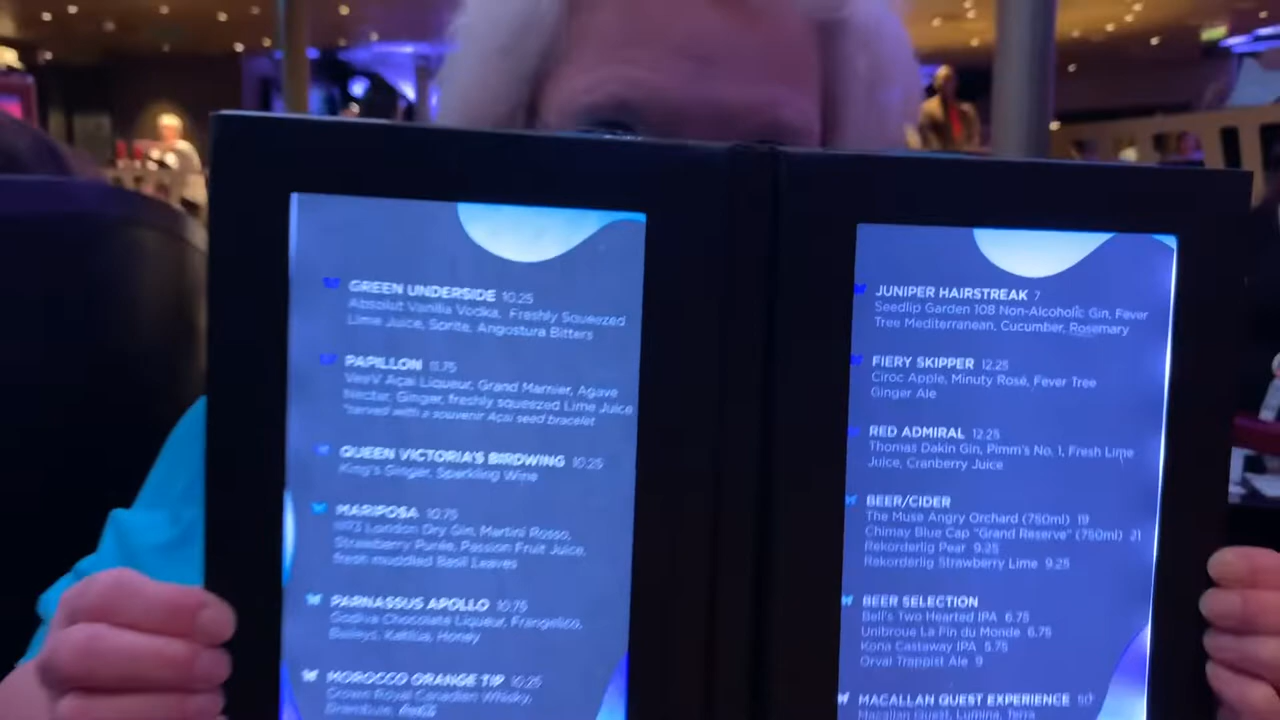 GREEN UNDERSIDE 10.25
Absolut Vanilla Vodka, Freshly Squeezed
Lime Juice, Sprite, Angostura Bitters
PAPILLON 11.75
VeeV Açai Liqueur, Grand Marnier, Agave
Nectar, Ginger, freshly squeezed Lime Juice
*served with a souvenir Açai seed bracelet
QUEEN VICTORIA'S BIRDWING 10.25
King's Ginger, Sparkling Wine
MARIPOSA 10.75
London Dry Gin, Martini Rosso,
Strawberry Purée, Passion Fruit Juice,
fresh muddled Basil Leaves
PARNASSUS APOLLO 10.75
Godiva Chocolate Liqueur, Frangelico,
Baileys, Kahlúa, Honey
MOROCCO ORANGE TIP 10.25
Crown Royal Canadian Whisky,
Drambuie,
JUNIPER HAIRSTREAK 7
Seedlip Garden 108 Non-Alcoholic Gin, Fever
Tree Mediterranean, Cucumber, Rosemary
FIERY SKIPPER 12.25
Ciroc Apple, Minuty Rosé, Fever Tree
Ginger Ale
RED ADMIRAL 12.25
Thomas Dakin Gin, Pimm's No. 1, Fresh Lime
Juice, Cranberry Juice
BEER/CIDER
The Muse Angry Orchard (750ml) 19
Chimay Blue Cap "Grand Reserve" (750ml) 21
Rekorderlig Pear 9.25
Rekorderlig Strawberry Lime 9.25
BEER SELECTION
Bell's Two Hearted IPA 6.75
Unibroue La Fin du Monde 6.75
Kona Castaway IPA 5.75
Orval Trappist Ale 9
MACALLAN QUEST EXPERIENCE 50
Macallan Quest, Lumina, Terra